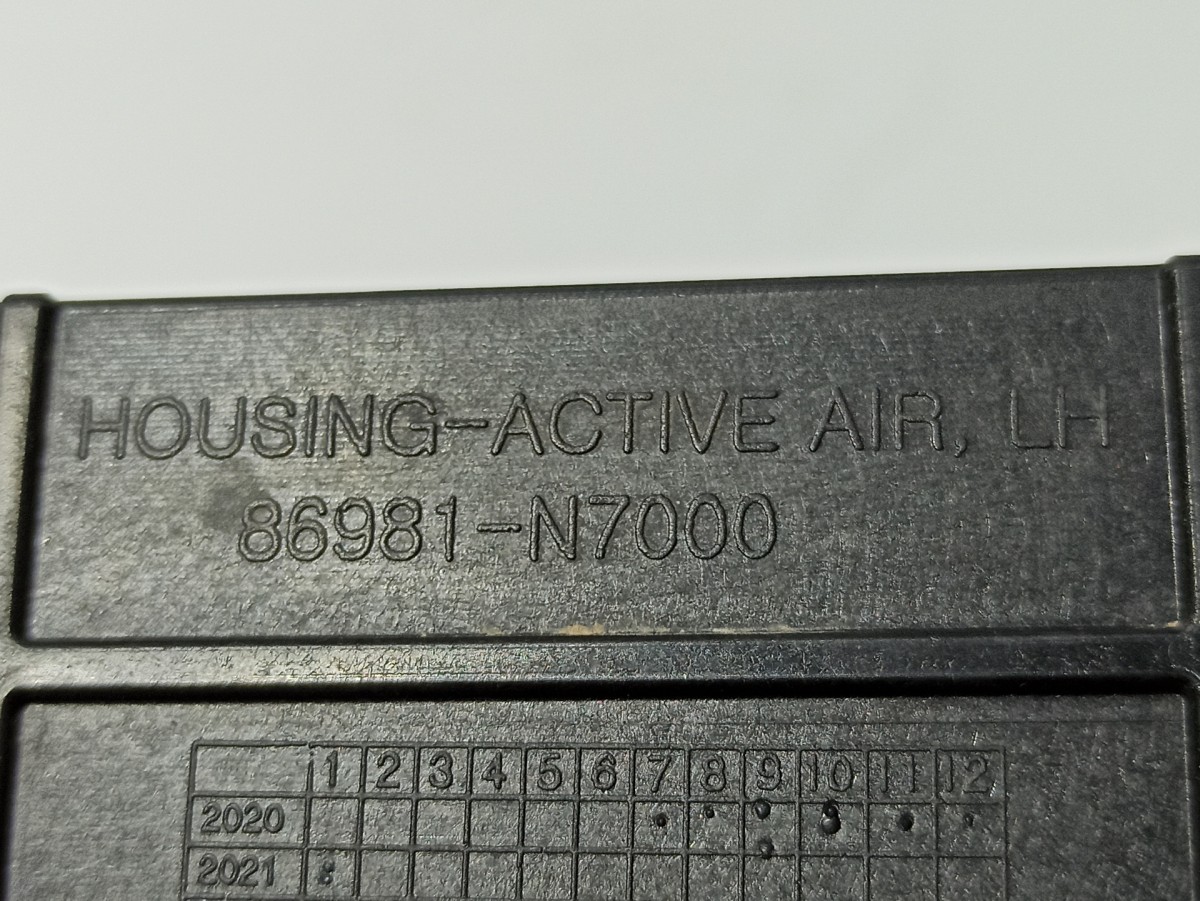 HOUSING-ACTIVE AIR, LH
86981-N7000
1 2 3 4 5 6 7 8 9 10 11 12
2020
2021